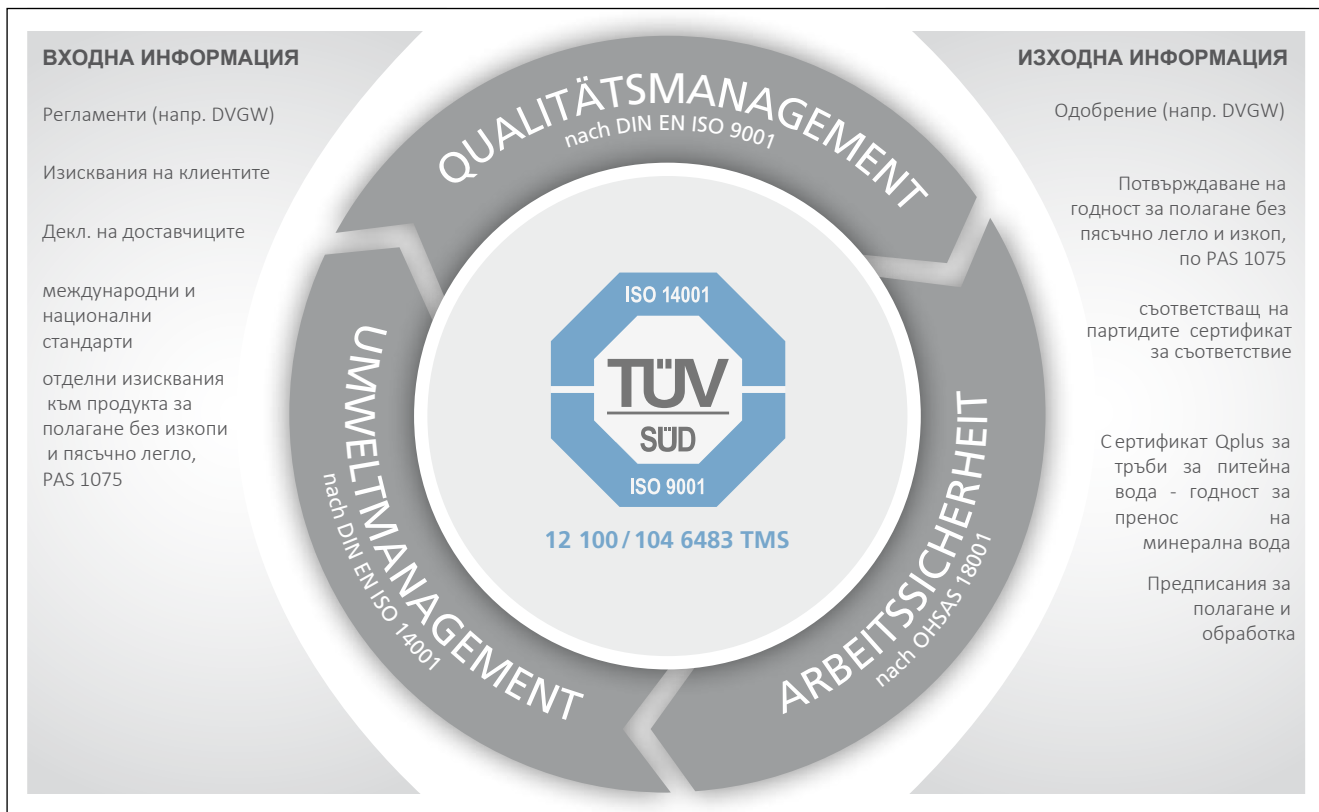 ВХОДНА ИНФОРМАЦИЯ
Регламенти (напр. DVGW)
Изисквания на клиентите
Декл. на доставчиците
международни и
национални
стандарти
отделни изисквания
към продукта за
полагане без изкопи
и пясъчно легло,
PAS 1075
QUALITÄTSMANAGEMENT
nach DIN EN ISO 9001
UMWELTMANAGEMENT
nach DIN EN ISO 14001
ARBEITSSICHERHEIT
nach OHSAS 18001
ISO 14001
TÜV
SÜD
ISO 9001
12 100 / 104 6483 TMS
ИЗХОДНА ИНФОРМАЦИЯ
Одобрение (напр. DVGW)
Потвърждаване на
годност за полагане без
пясъчно легло и изкоп,
по PAS 1075
съответстващ на
партидите сертификат
за съответствие
Сертификат Qplus за
тръби за питейна
вода - годност за
пренос на
минерална вода
Предписания за
полагане и
обработка